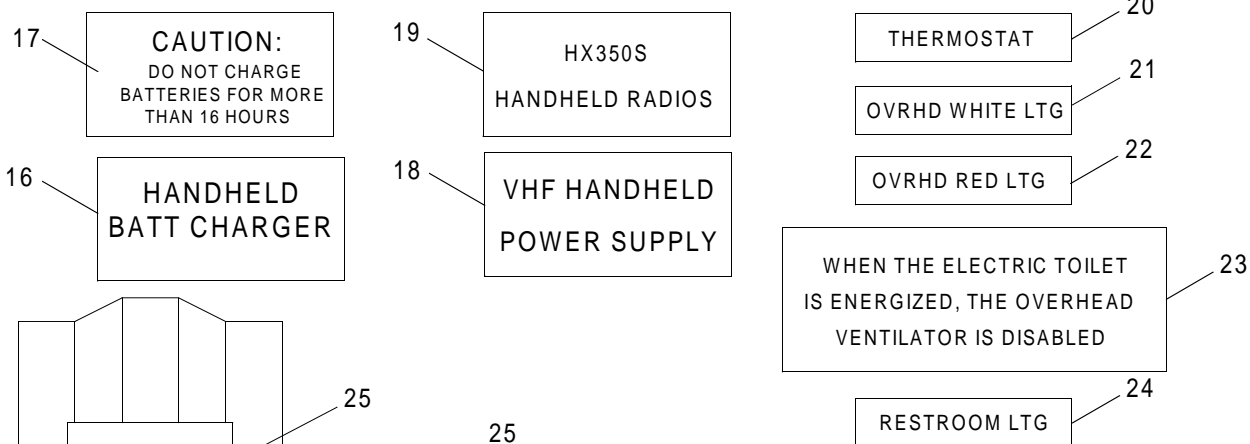 17
CAUTION:
DO NOT CHARGE
BATTERIES FOR MORE
THAN 16 HOURS
19
HX350S
HANDHELD RADIOS
20
THERMOSTAT
21
OVRHD WHITE LTG
16
HANDHELD
BATT CHARGER
18
VHF HANDHELD
POWER SUPPLY
22
OVRHD RED LTG
23
WHEN THE ELECTRIC TOILET
IS ENERGIZED, THE OVERHEAD
VENTILATOR IS DISABLED
24
RESTROOM LTG
25
25